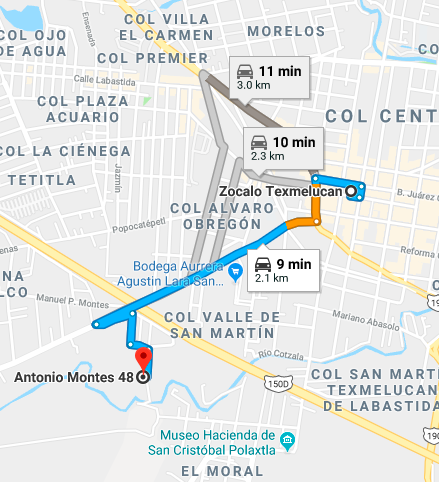 COL VILLA
EL CARMEN
MORELOS
COL OJO
DE AGUA
Ensenada
COL PREMIER
Calle Labastida
11 min
3.0 km
COL PLAZA
ACUARIO
COL CENT
10 min
2.3 km
COL LA CIÉNEGA
TETITLA
Jazmín
Zocalo Texmelucan
B. Juárez
COL ALVARO
OBREGÓN
Popocatépetl
Reforma
9 min
2.1 km
Bodega Aurrera
Agustin Lara San...
NA
LCO
Manuel P. Montes
COL VALLE DE
SAN MARTÍN
Mariano Abasolo
Río Cotzala
Antonio Montes 48
150D
COL SAN MART
TEXMELUCAN
DE LABASTIDA
190
190
Museo Hacienda de
San Cristóbal Polaxtla
EL MORAL